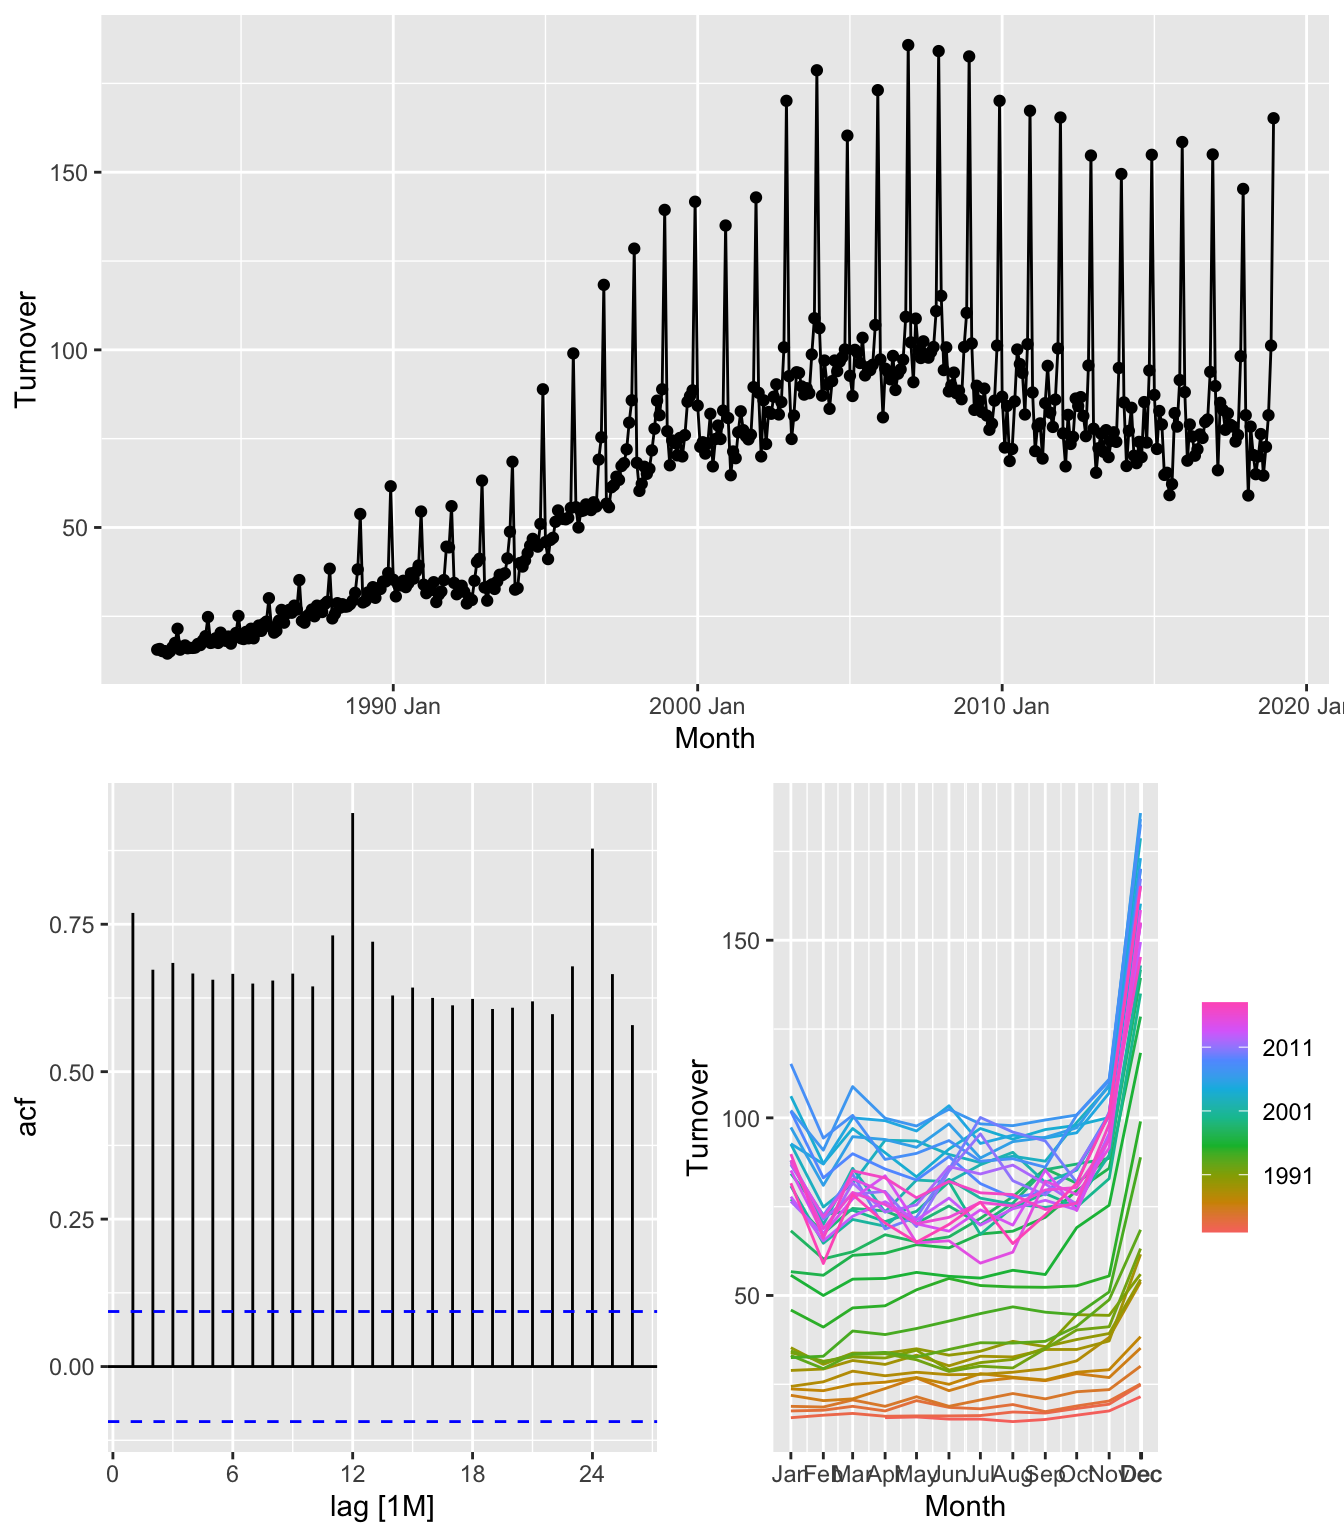 Turnover
150
100
50
1990 Jan
2000 Jan
2010 Jan
2020 Jar
Month
acf
0.75
0.50
0.25
0.00
0
6
12
18
24
lag [1M]
Turnover
150
100
50
Jan Feb Mar Apr May Jun Jul Aug Sep Oct Nov Dec
Month
2011
2001
1991